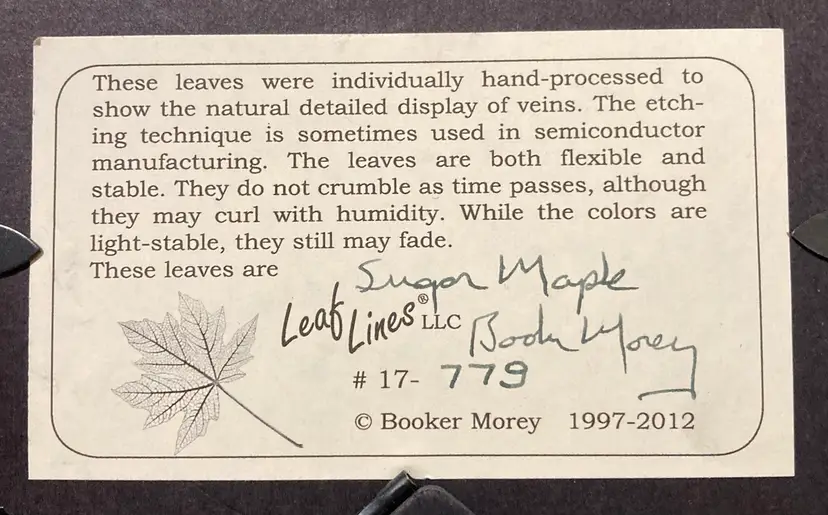 These leaves were individually hand-processed to
show the natural detailed display of veins. The etch-
ing technique is sometimes used in semiconductor
manufacturing. The leaves are both flexible and
stable. They do not crumble as time passes, although
they may curl with humidity. While the colors are
light-stable, they still may fade.
These leaves are Sugar Maple
Leaf Lines® LLC Booker Morey
# 17- 779
© Booker Morey 1997-2012